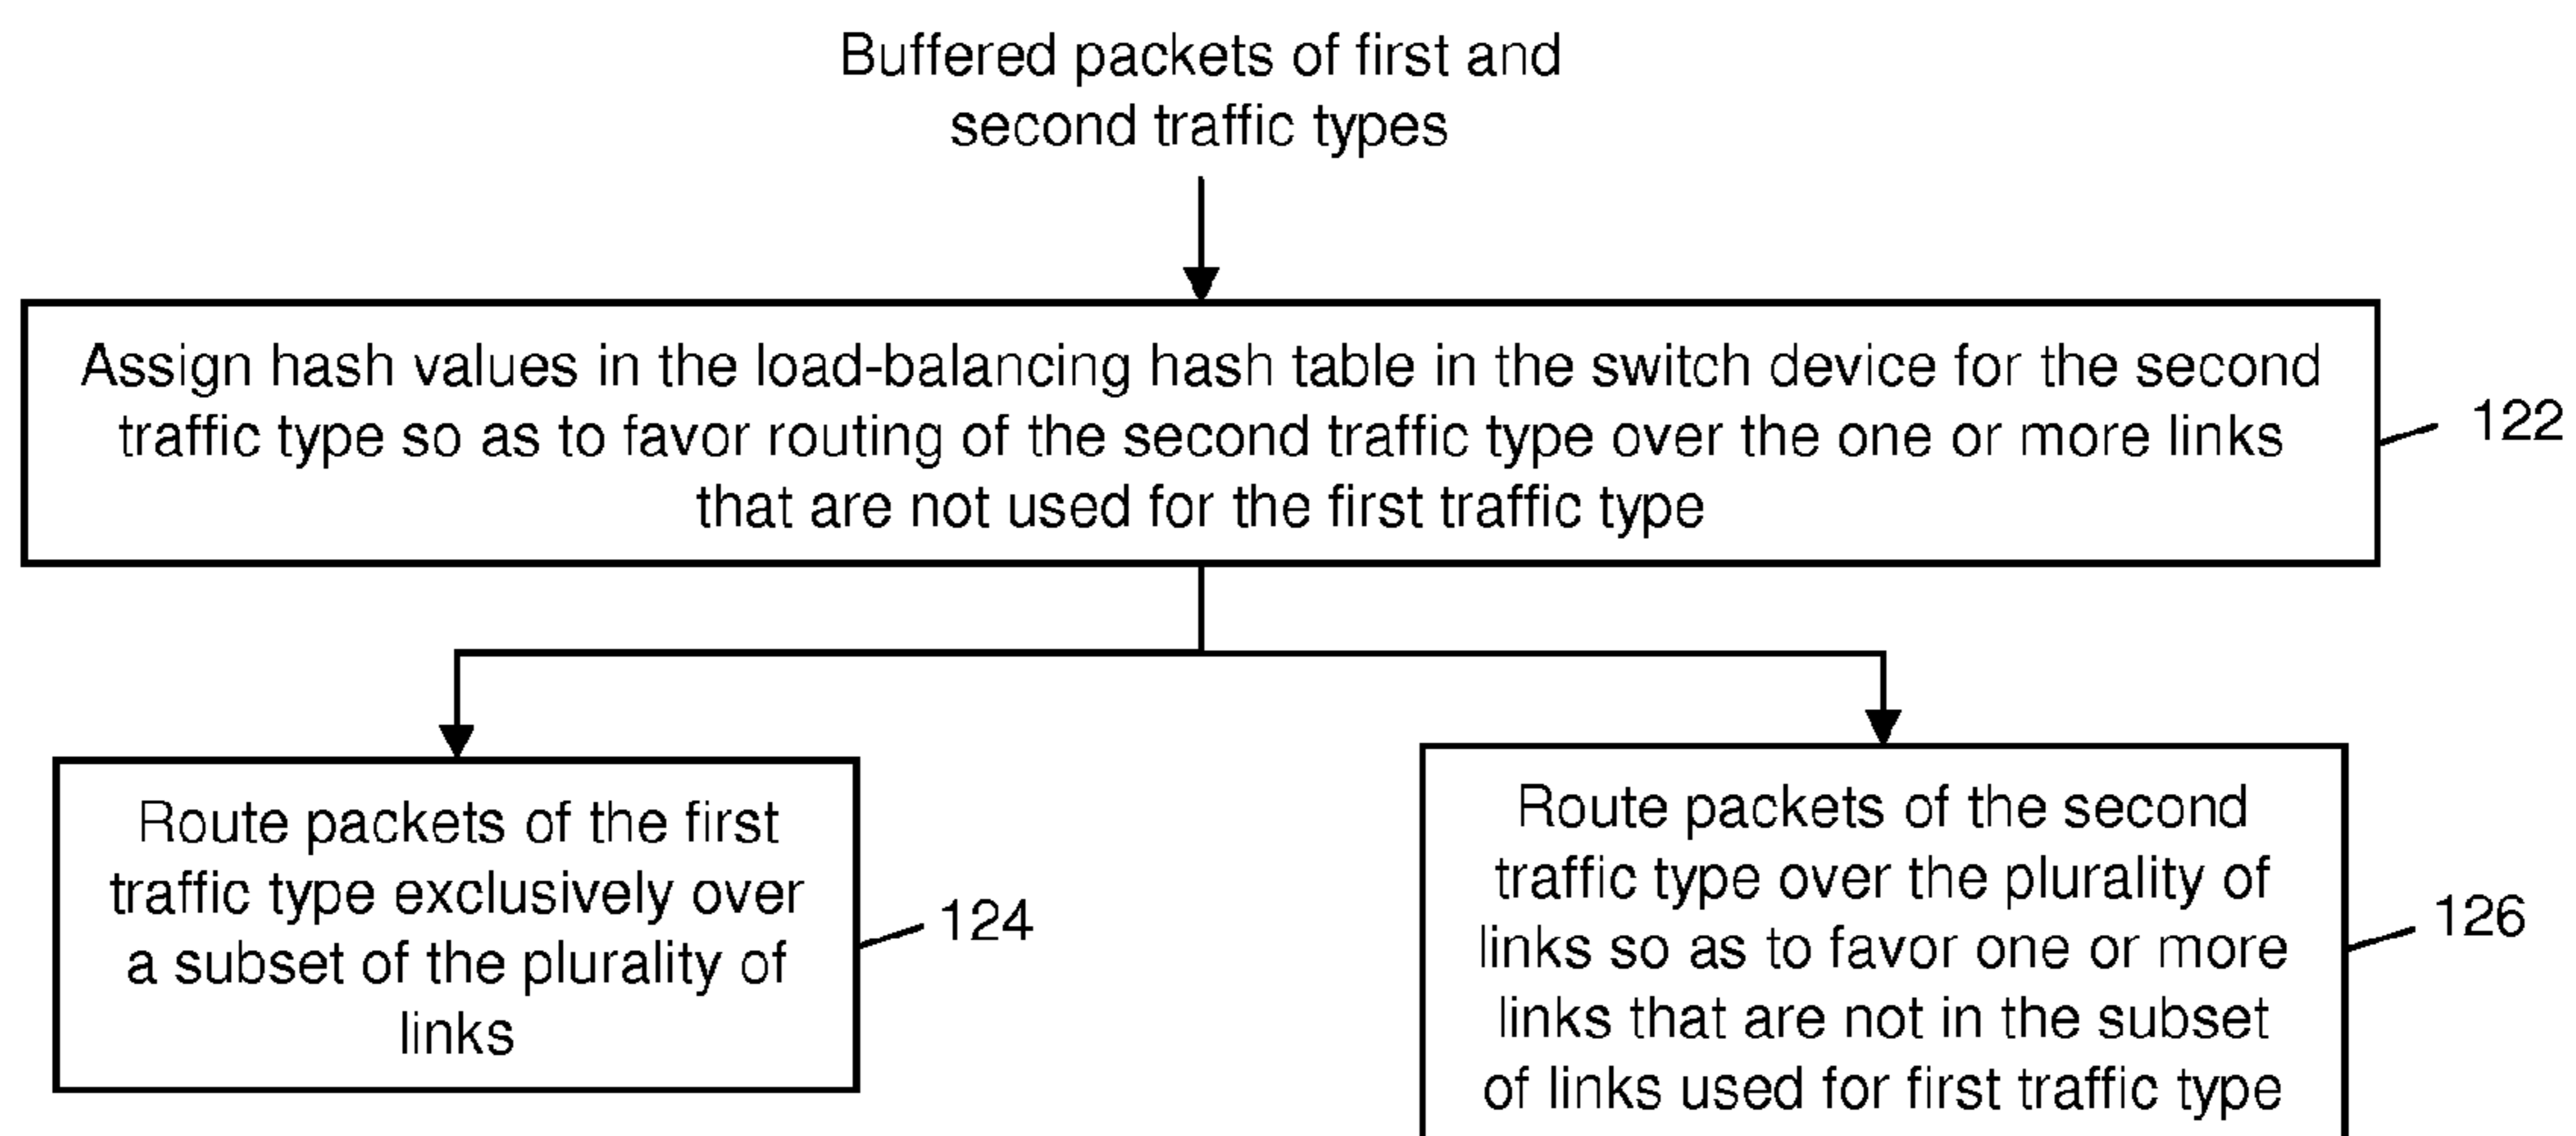 Buffered packets of first and
second traffic types
Assign hash values in the load-balancing hash table in the switch device for the second
traffic type so as to favor routing of the second traffic type over the one or more links
that are not used for the first traffic type
122
Route packets of the first
traffic type exclusively over
a subset of the plurality of
links
124
Route packets of the second
traffic type over the plurality of
links so as to favor one or more
links that are not in the subset
of links used for first traffic type
126